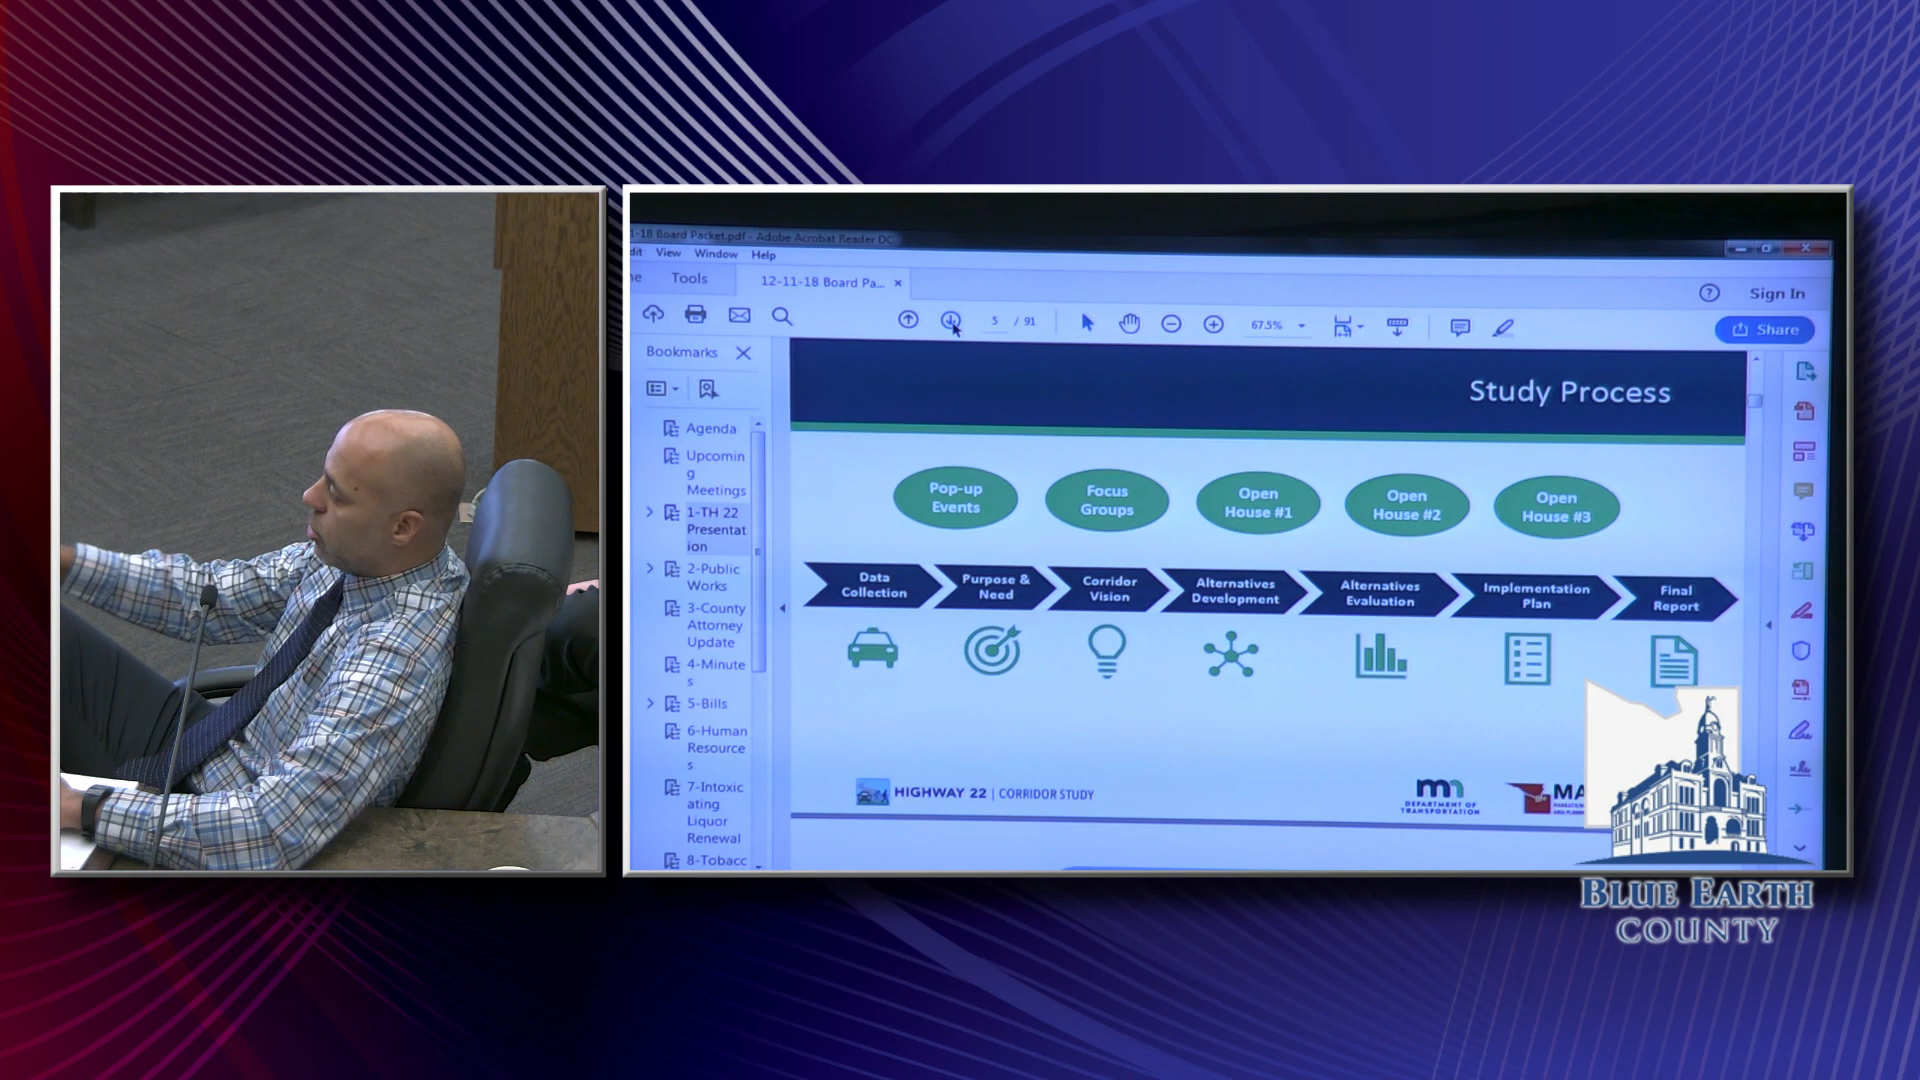 1-18 Board Packet.pdf - Adobe Acrobat Reader DC
dit View Window Help
ne Tools 12-11-18 Board Pa... ×
? Sign In
5 / 91 67.5%
Share
Bookmarks
Agenda
Upcomin
g
Meetings
1-TH 22
Presentat
ion
2-Public
Works
3-County
Attorney
Update
4-Minute
s
5-Bills
6-Human
Resource
s
7-Intoxic
ating
Liquor
Renewal
8-Tobacc
Study Process
Pop-up
Events
Focus
Groups
Open
House #1
Open
House #2
Open
House #3
Data
Collection
Purpose &
Need
Corridor
Vision
Alternatives
Development
Alternatives
Evaluation
Implementation
Plan
Final
Report
HIGHWAY 22 | CORRIDOR STUDY
DEPARTMENT OF
TRANSPORTATION
MA
BLUE EARTH
COUNTY